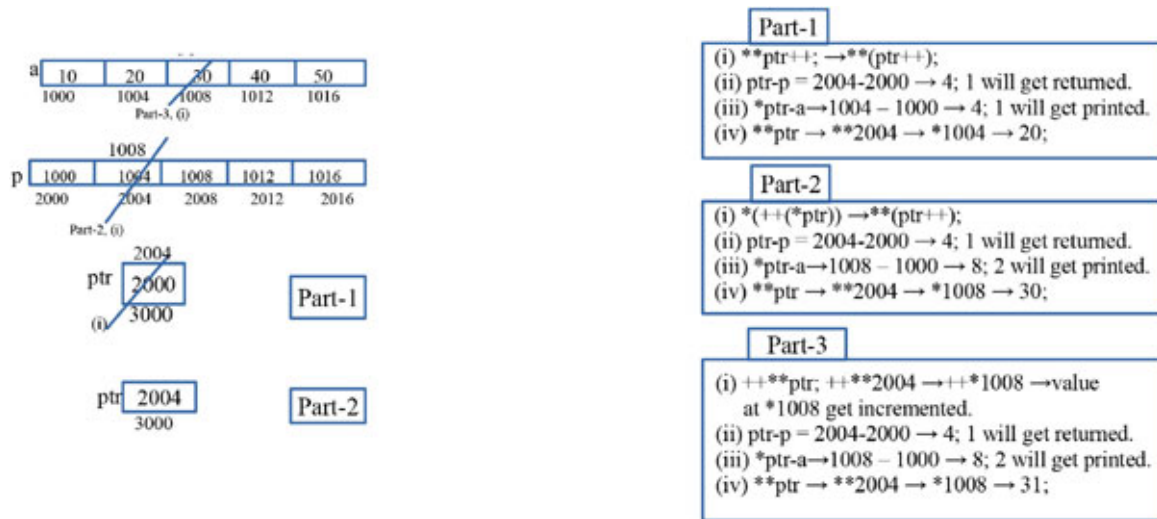 a 10 20 30 40 50
1000 1004 1008 1012 1016
Part-3, (i)
1008
p 1000 1004 1008 1012 1016
2000 2004 2008 2012 2016
Part-2, (i)
2004
ptr 2000
3000
(i)
Part-1
ptr 2004
3000
Part-2
Part-1
(i) **ptr++; →**(ptr++);
(ii) ptr-p = 2004-2000 → 4; 1 will get returned.
(iii) *ptr-a→1004 – 1000 → 4; 1 will get printed.
(iv) **ptr → **2004 → *1004 → 20;
Part-2
(i) *(++(*ptr)) →**(ptr++);
(ii) ptr-p = 2004-2000 → 4; 1 will get returned.
(iii) *ptr-a→1008 – 1000 → 8; 2 will get printed.
(iv) **ptr → **2004 → *1008 → 30;
Part-3
(i) ++**ptr; ++**2004 →++*1008 →value
at *1008 get incremented.
(ii) ptr-p = 2004-2000 → 4; 1 will get returned.
(iii) *ptr-a→1008 – 1000 → 8; 2 will get printed.
(iv) **ptr → **2004 → *1008 → 31;